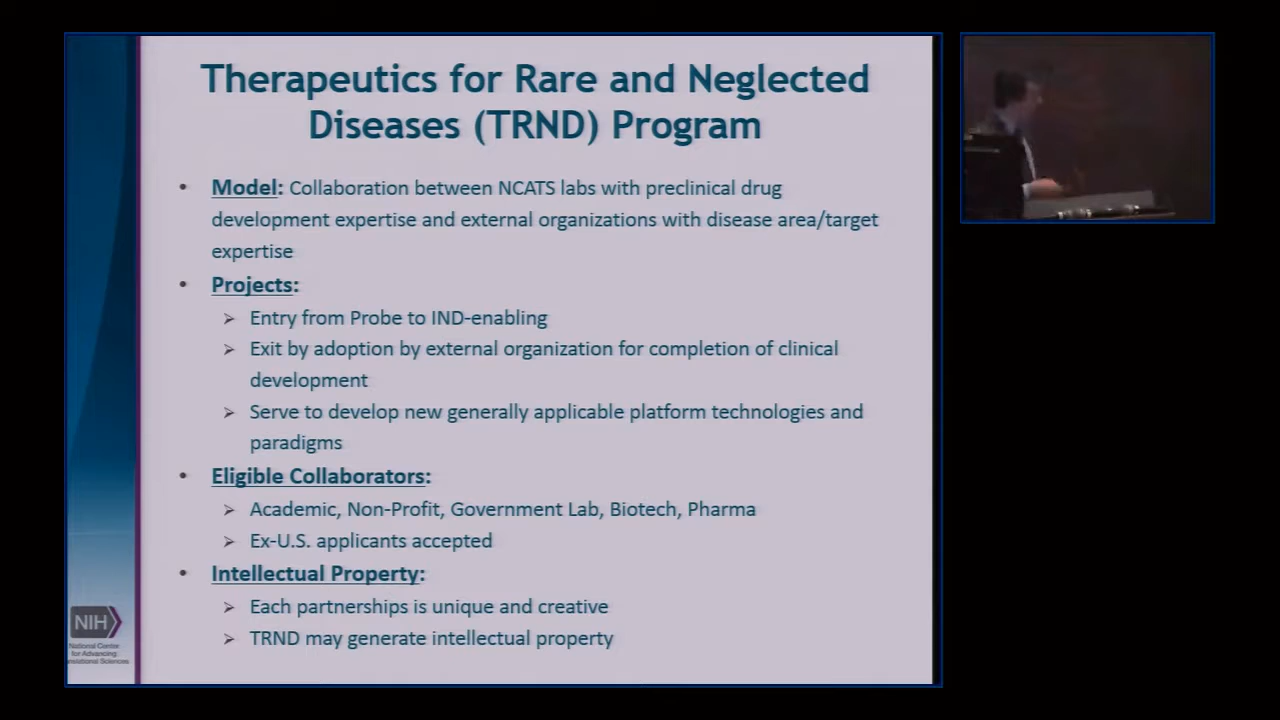 Therapeutics for Rare and Neglected
Diseases (TRND) Program
• Model: Collaboration between NCATS labs with preclinical drug
development expertise and external organizations with disease area/target
expertise
• Projects:
➢ Entry from Probe to IND-enabling
➢ Exit by adoption by external organization for completion of clinical
development
➢ Serve to develop new generally applicable platform technologies and
paradigms
• Eligible Collaborators:
➢ Academic, Non-Profit, Government Lab, Biotech, Pharma
➢ Ex-U.S. applicants accepted
• Intellectual Property:
➢ Each partnerships is unique and creative
➢ TRND may generate intellectual property
NIH
National Center
for Advancing
nslational Sciences